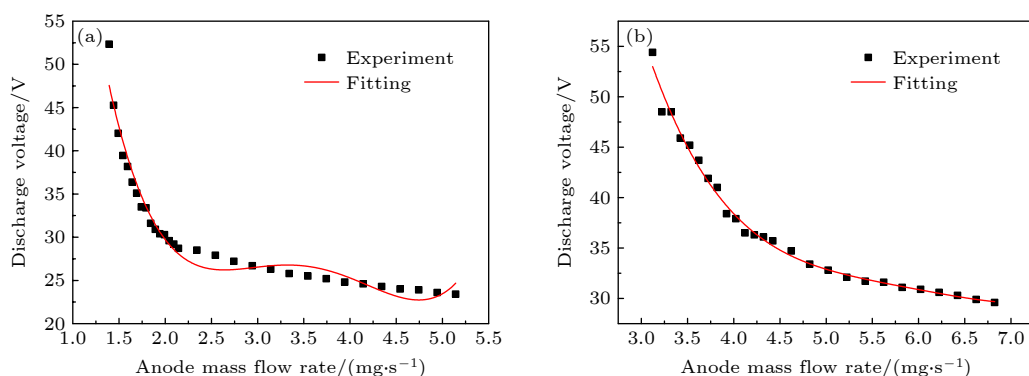 (a)
Experiment
Fitting
Discharge voltage/V
55
50
45
40
35
30
25
20
1.0 1.5 2.0 2.5 3.0 3.5 4.0 4.5 5.0 5.5
Anode mass flow rate/(mg·s⁻¹)
(b)
Experiment
Fitting
Discharge voltage/V
55
50
45
40
35
30
3.0 3.5 4.0 4.5 5.0 5.5 6.0 6.5 7.0
Anode mass flow rate/(mg·s⁻¹)